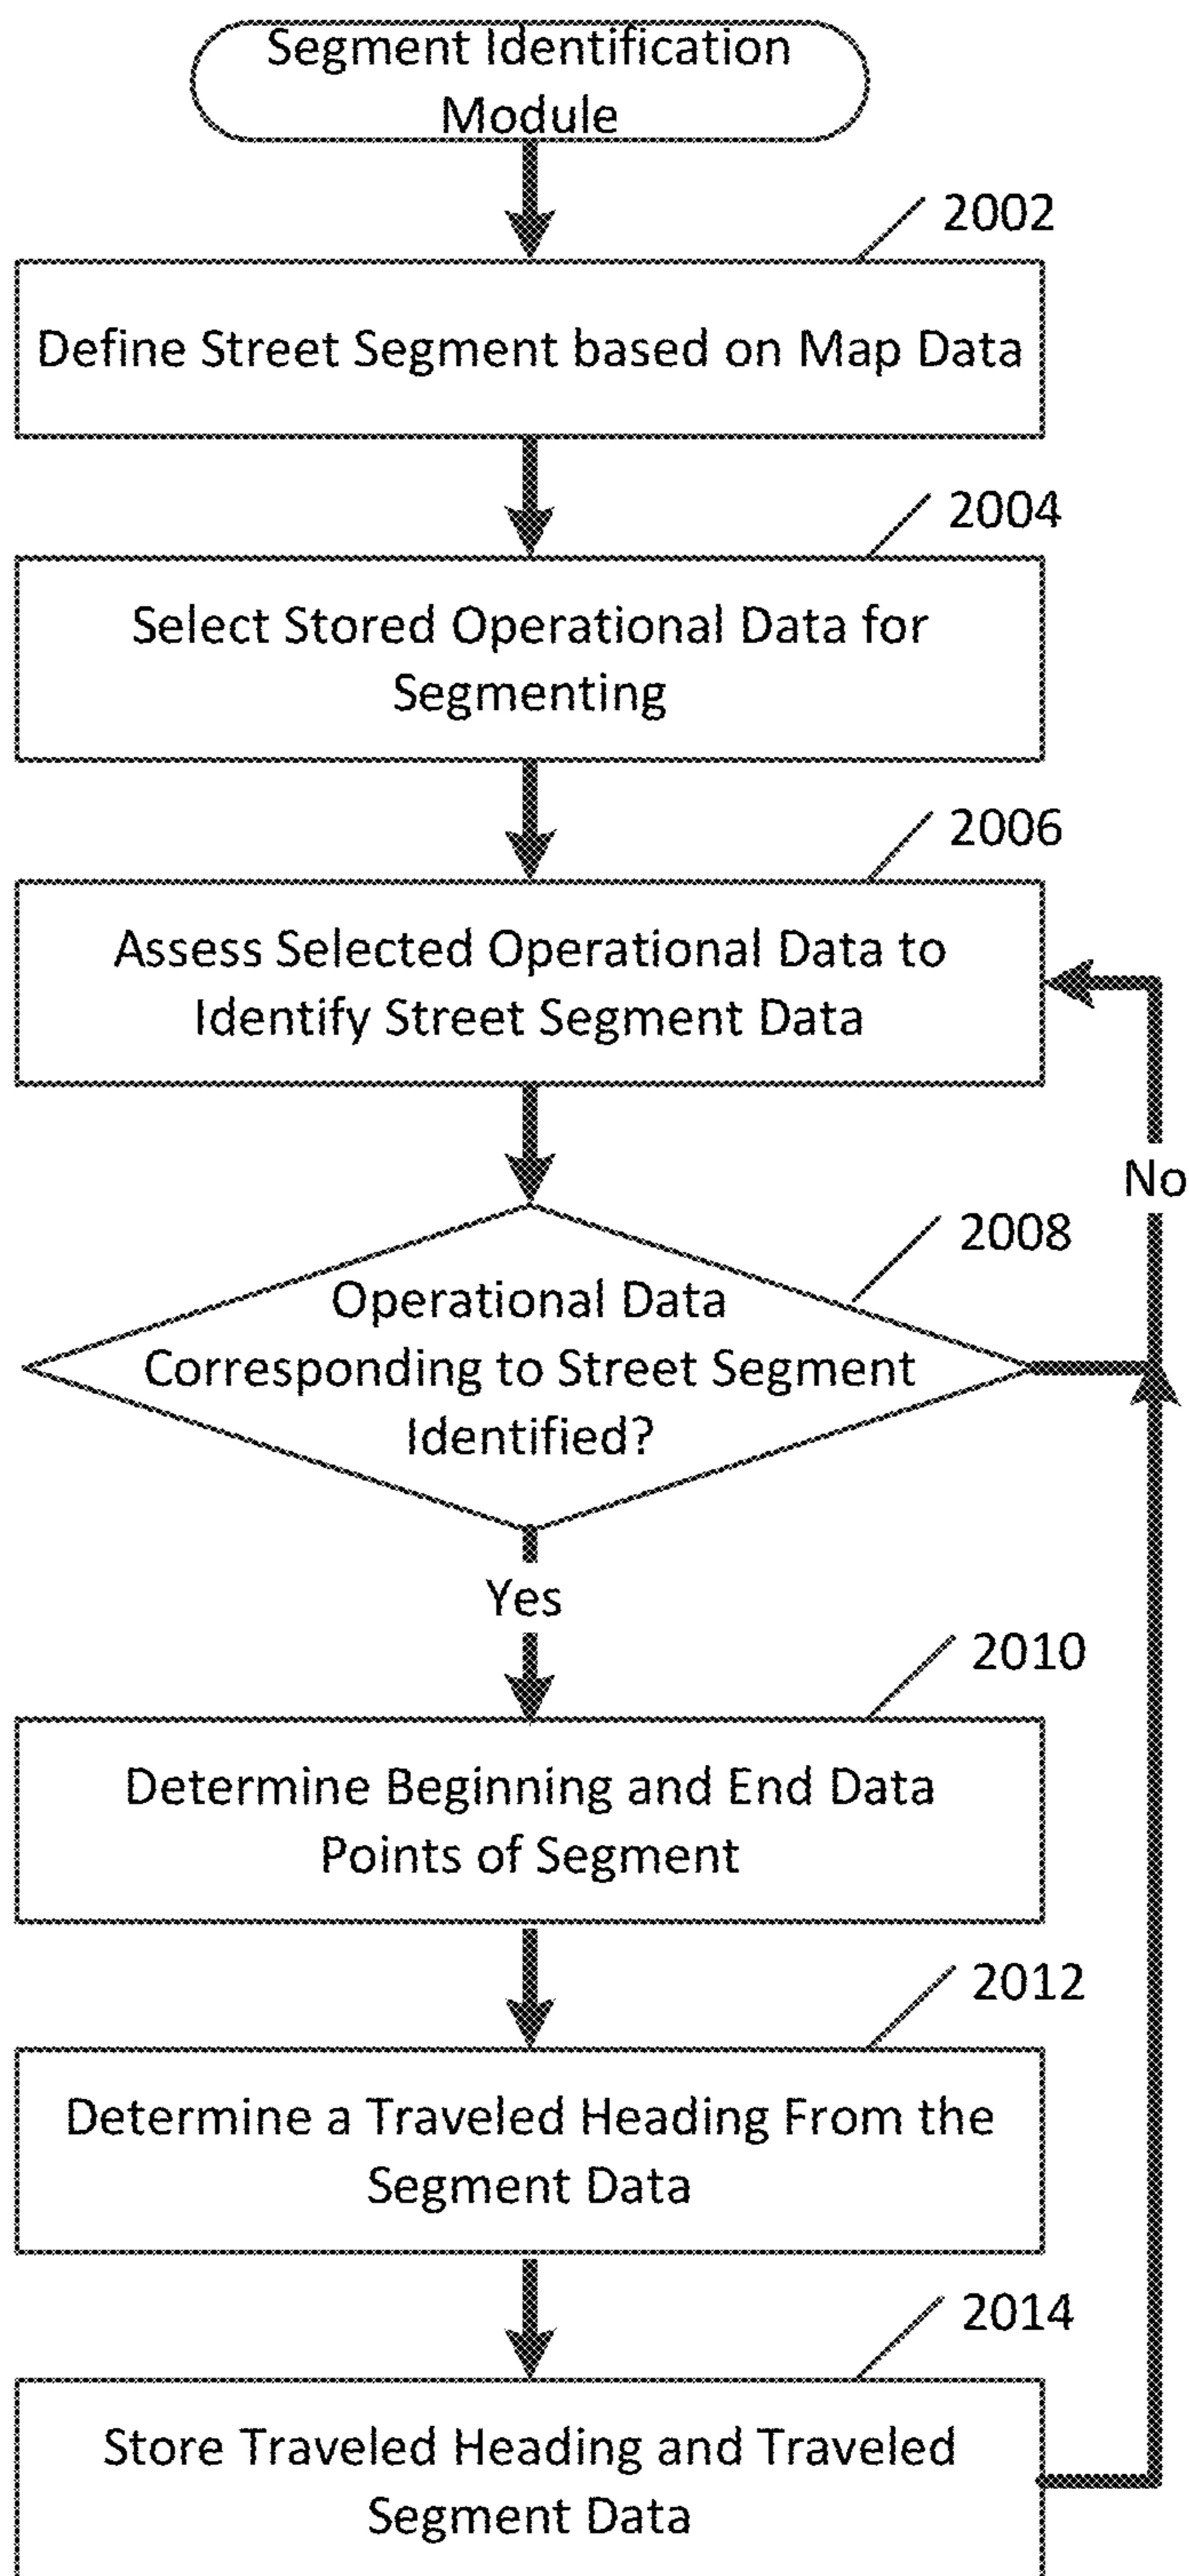 Segment Identification
Module
2002
Define Street Segment based on Map Data
2004
Select Stored Operational Data for
Segmenting
2006
Assess Selected Operational Data to
Identify Street Segment Data
No
2008
Operational Data
Corresponding to Street Segment
Identified?
Yes
2010
Determine Beginning and End Data
Points of Segment
2012
Determine a Traveled Heading From the
Segment Data
2014
Store Traveled Heading and Traveled
Segment Data